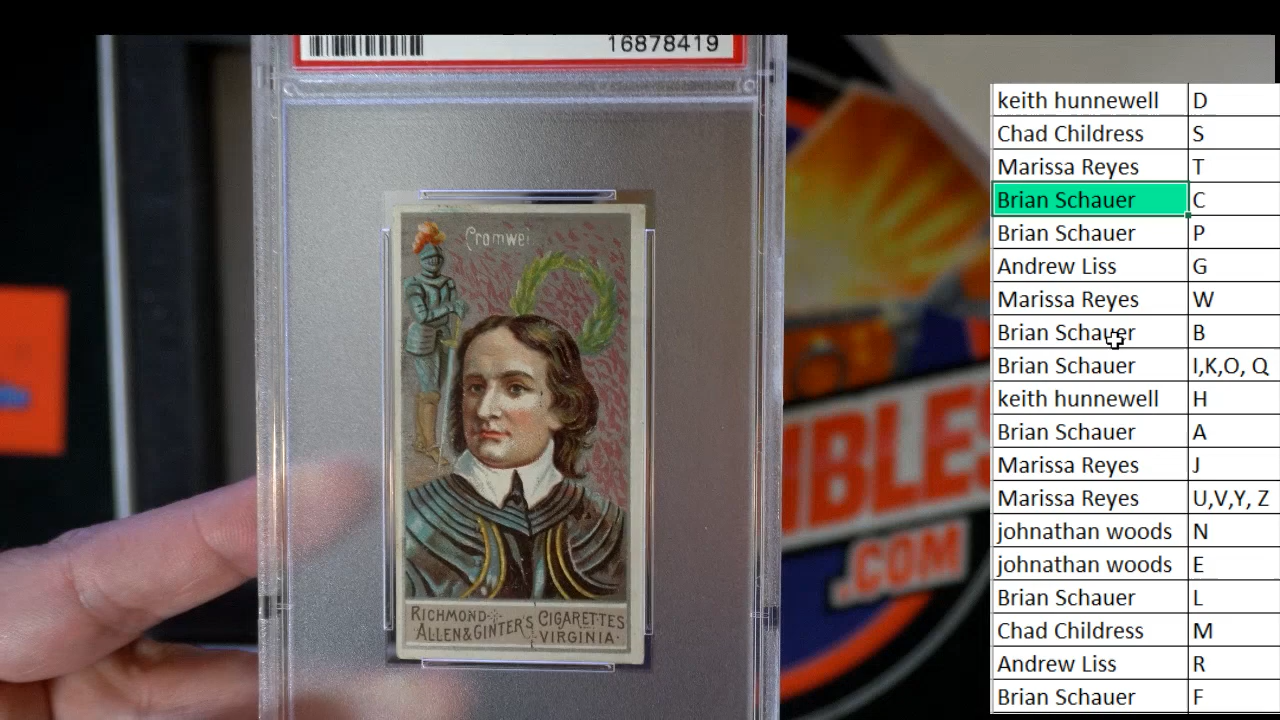 16878419
Cromwel
RICHMOND
CIGARETTES
ALLEN & GINTER'S
VIRGINIA.
BLES
.COM
keith hunnewell D
Chad Childress S
Marissa Reyes T
Brian Schauer C
Brian Schauer P
Andrew Liss G
Marissa Reyes W
Brian Schauer B
Brian Schauer I,K,O, Q
keith hunnewell H
Brian Schauer A
Marissa Reyes J
Marissa Reyes U,V,Y, Z
johnathan woods N
johnathan woods E
Brian Schauer L
Chad Childress M
Andrew Liss R
Brian Schauer F